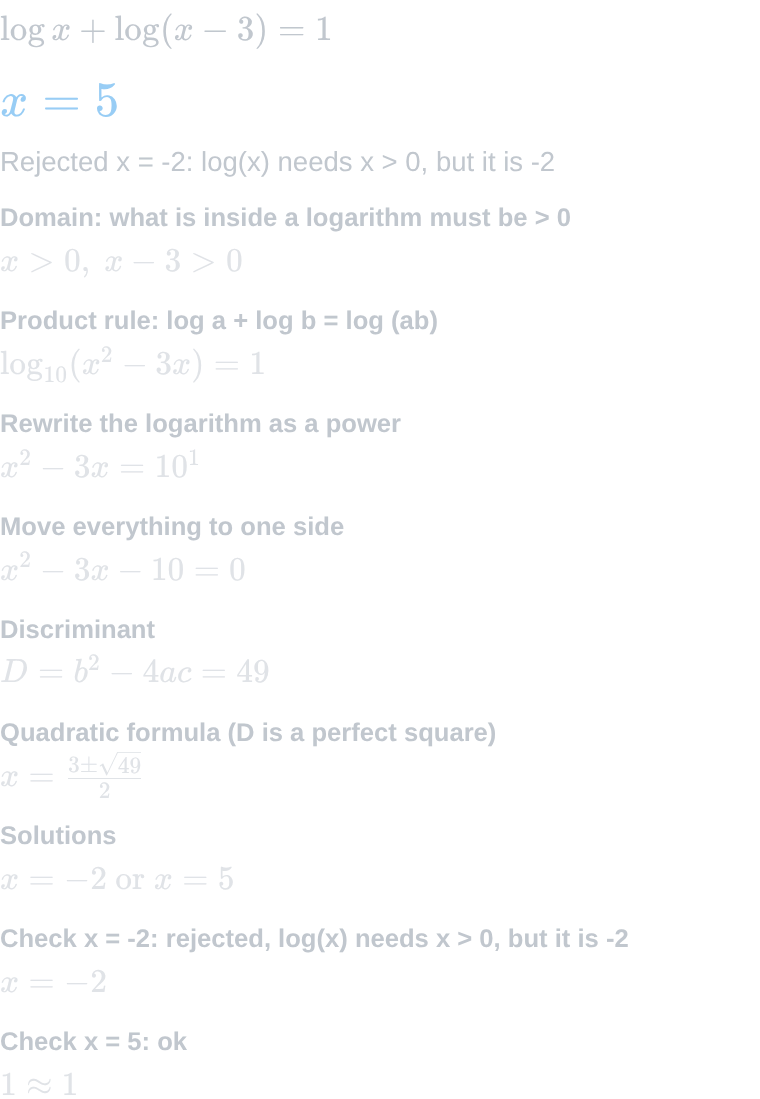 log x + log(x − 3) = 1
x = 5
Rejected x = -2: log(x) needs x > 0, but it is -2
Domain: what is inside a logarithm must be > 0
x > 0, x − 3 > 0
Product rule: log a + log b = log (ab)
log₁₀(x² − 3x) = 1
Rewrite the logarithm as a power
x² − 3x = 10¹
Move everything to one side
x² − 3x − 10 = 0
Discriminant
D = b² − 4ac = 49
Quadratic formula (D is a perfect square)
x = (3±√49)/2
Solutions
x = −2 or x = 5
Check x = -2: rejected, log(x) needs x > 0, but it is -2
x = −2
Check x = 5: ok
1 ≈ 1